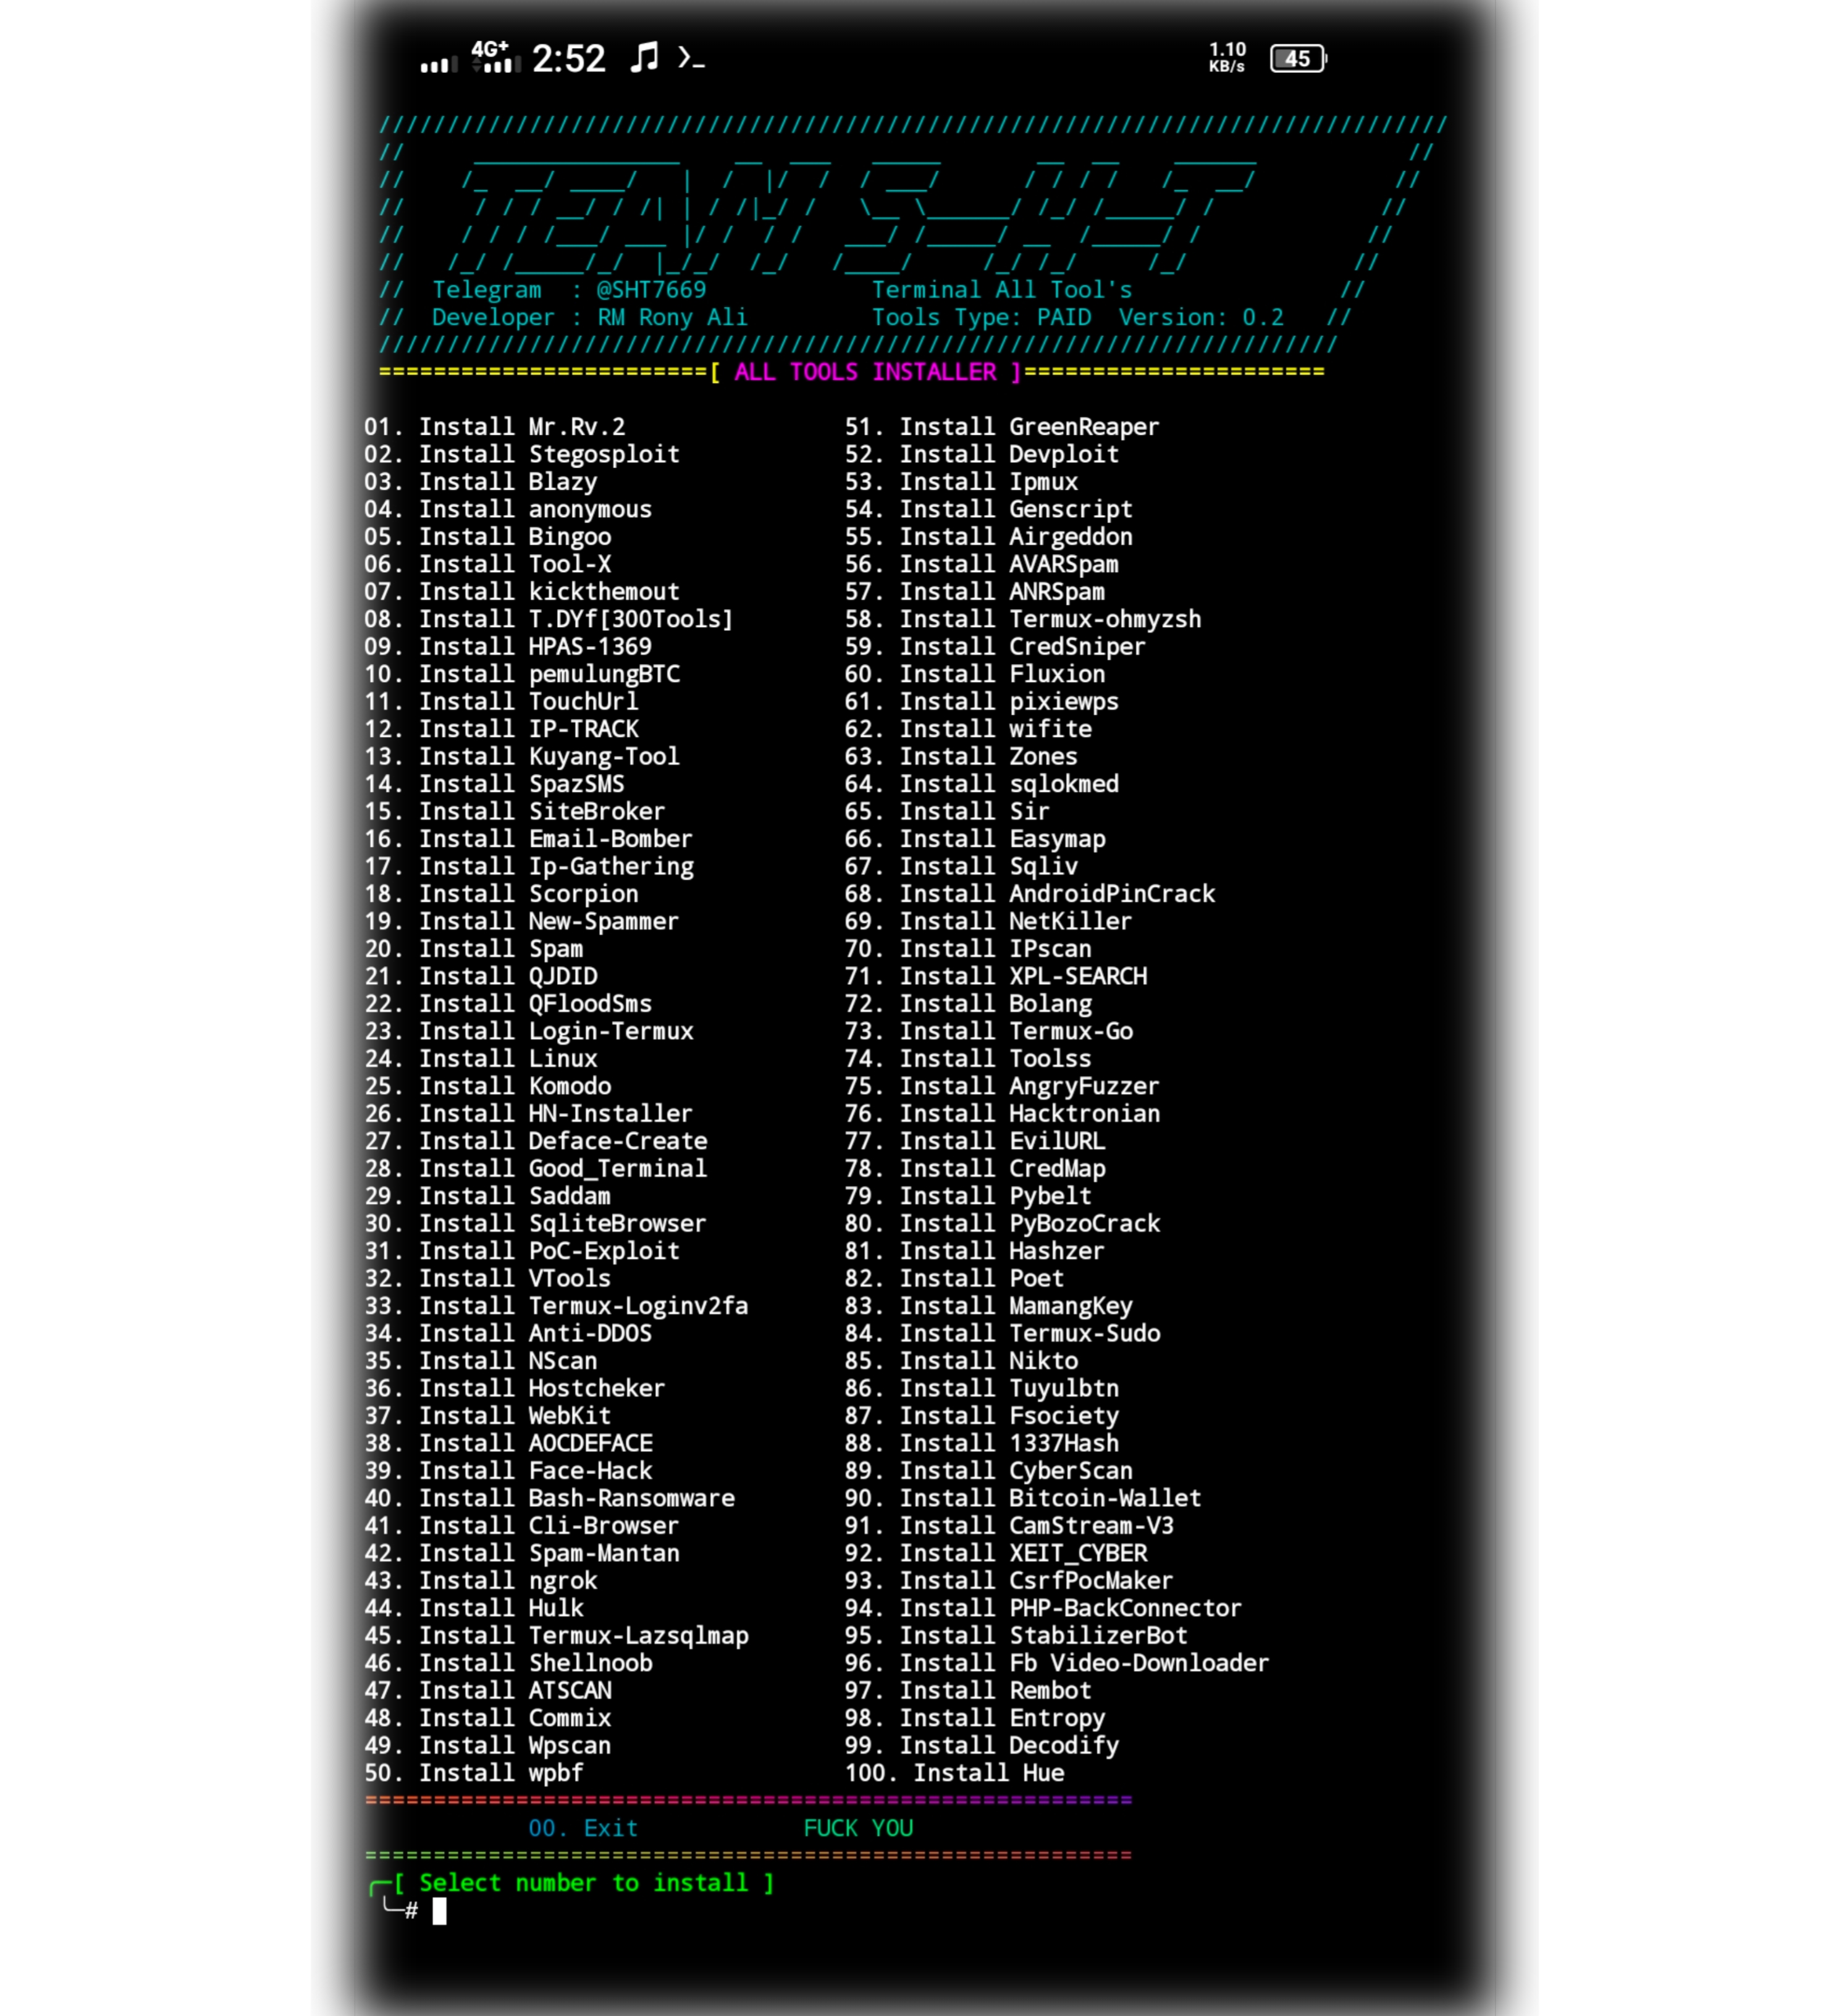 4G+ 2:52 1.10 KB/s 45
TEAM S-H-T
// Telegram : @SHT7669 Terminal All Tool's //
// Developer : RM Rony Ali Tools Type: PAID Version: 0.2 //
========================[ ALL TOOLS INSTALLER ]======================
01. Install Mr.Rv.2 51. Install GreenReaper
02. Install Stegosploit 52. Install Devploit
03. Install Blazy 53. Install Ipmux
04. Install anonymous 54. Install Genscript
05. Install Bingoo 55. Install Airgeddon
06. Install Tool-X 56. Install AVARSpam
07. Install kickthemout 57. Install ANRSpam
08. Install T.DYf[300Tools] 58. Install Termux-ohmyzsh
09. Install HPAS-1369 59. Install CredSniper
10. Install pemulungBTC 60. Install Fluxion
11. Install TouchUrl 61. Install pixiewps
12. Install IP-TRACK 62. Install wifite
13. Install Kuyang-Tool 63. Install Zones
14. Install SpazSMS 64. Install sqlokmed
15. Install SiteBroker 65. Install Sir
16. Install Email-Bomber 66. Install Easymap
17. Install Ip-Gathering 67. Install Sqliv
18. Install Scorpion 68. Install AndroidPinCrack
19. Install New-Spammer 69. Install NetKiller
20. Install Spam 70. Install IPscan
21. Install QJDID 71. Install XPL-SEARCH
22. Install QFloodSms 72. Install Bolang
23. Install Login-Termux 73. Install Termux-Go
24. Install Linux 74. Install Toolss
25. Install Komodo 75. Install AngryFuzzer
26. Install HN-Installer 76. Install Hacktronian
27. Install Deface-Create 77. Install EvilURL
28. Install Good_Terminal 78. Install CredMap
29. Install Saddam 79. Install Pybelt
30. Install SqliteBrowser 80. Install PyBozoCrack
31. Install PoC-Exploit 81. Install Hashzer
32. Install VTools 82. Install Poet
33. Install Termux-Loginv2fa 83. Install MamangKey
34. Install Anti-DDOS 84. Install Termux-Sudo
35. Install NScan 85. Install Nikto
36. Install Hostcheker 86. Install Tuyulbtn
37. Install WebKit 87. Install Fsociety
38. Install AOCDEFACE 88. Install 1337Hash
39. Install Face-Hack 89. Install CyberScan
40. Install Bash-Ransomware 90. Install Bitcoin-Wallet
41. Install Cli-Browser 91. Install CamStream-V3
42. Install Spam-Mantan 92. Install XEIT_CYBER
43. Install ngrok 93. Install CsrfPocMaker
44. Install Hulk 94. Install PHP-BackConnector
45. Install Termux-Lazsqlmap 95. Install StabilizerBot
46. Install Shellnoob 96. Install Fb Video-Downloader
47. Install ATSCAN 97. Install Rembot
48. Install Commix 98. Install Entropy
49. Install Wpscan 99. Install Decodify
50. Install wpbf 100. Install Hue
00. Exit FUCK YOU
[ Select number to install ]
#